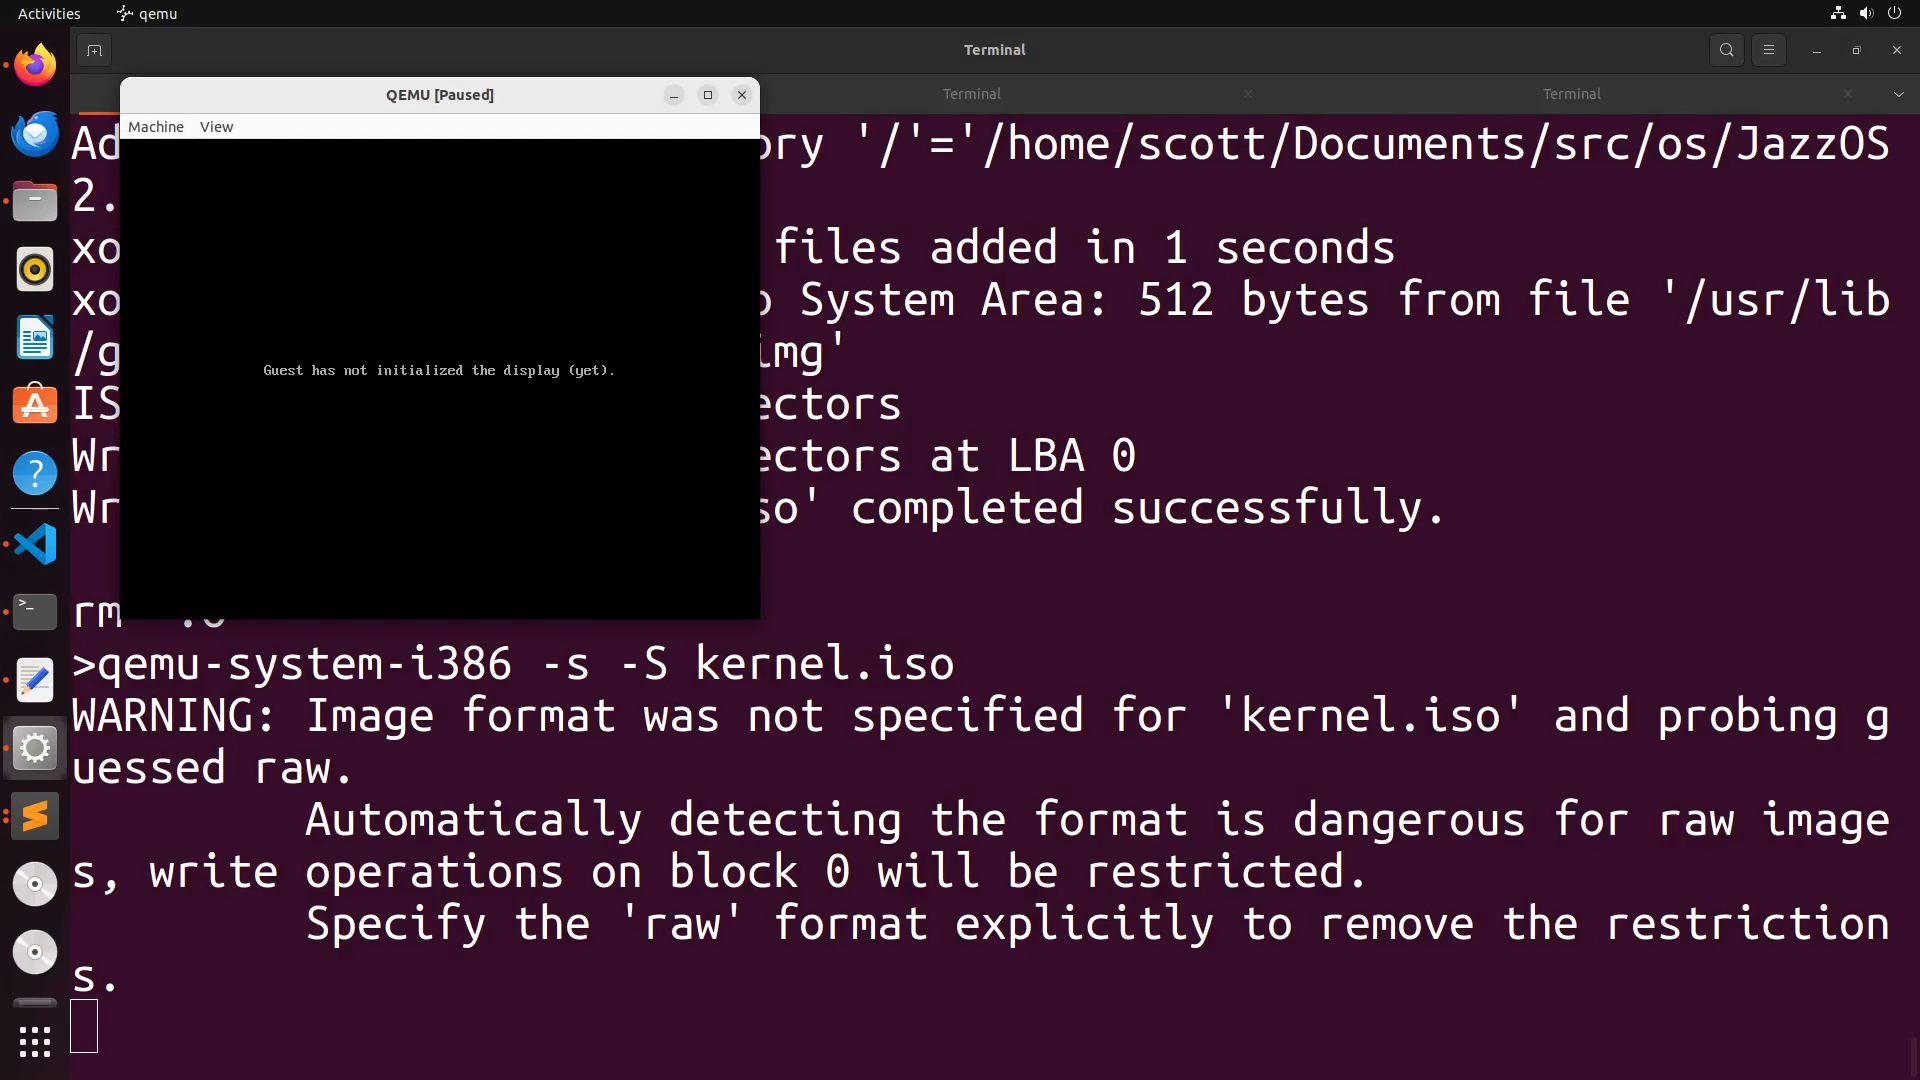 Activities
qemu
Terminal
QEMU [Paused]
Terminal
Terminal
Machine View
Guest has not initialized the display (yet).
Ad ory '/'='/home/scott/Documents/src/os/JazzOS
2.
xo files added in 1 seconds
xo System Area: 512 bytes from file '/usr/lib
/g img'
IS ectors
Wr ectors at LBA 0
Wr so' completed successfully.
rm
>qemu-system-i386 -s -S kernel.iso
WARNING: Image format was not specified for 'kernel.iso' and probing g
uessed raw.
Automatically detecting the format is dangerous for raw image
s, write operations on block 0 will be restricted.
Specify the 'raw' format explicitly to remove the restriction
s.